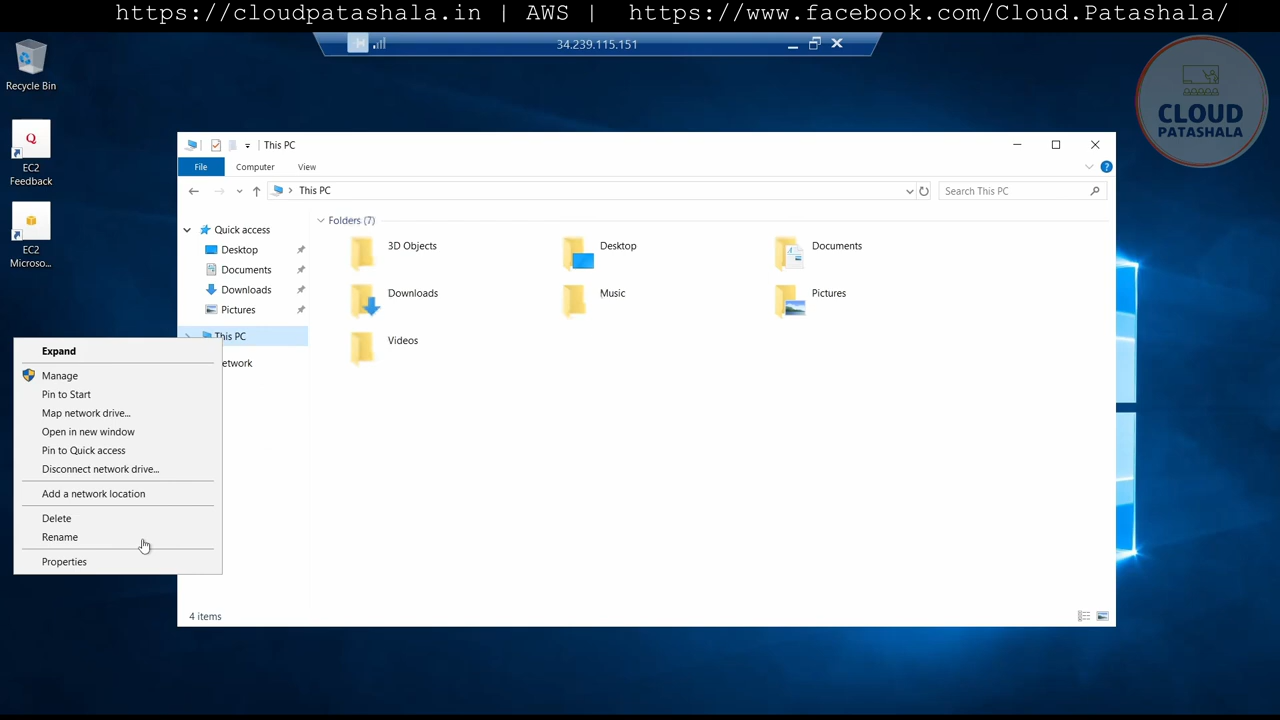 https://cloudpatashala.in | AWS | https://www.facebook.com/Cloud.Patashala/
34.239.115.151
Recycle Bin
EC2
Feedback
EC2
Microso...
CLOUD
PATASHALA
This PC
File Computer View
This PC
Search This PC
Quick access
Desktop
Documents
Downloads
Pictures
This PC
etwork
Folders (7)
3D Objects
Desktop
Documents
Downloads
Music
Pictures
Videos
Expand
Manage
Pin to Start
Map network drive...
Open in new window
Pin to Quick access
Disconnect network drive...
Add a network location
Delete
Rename
Properties
4 items